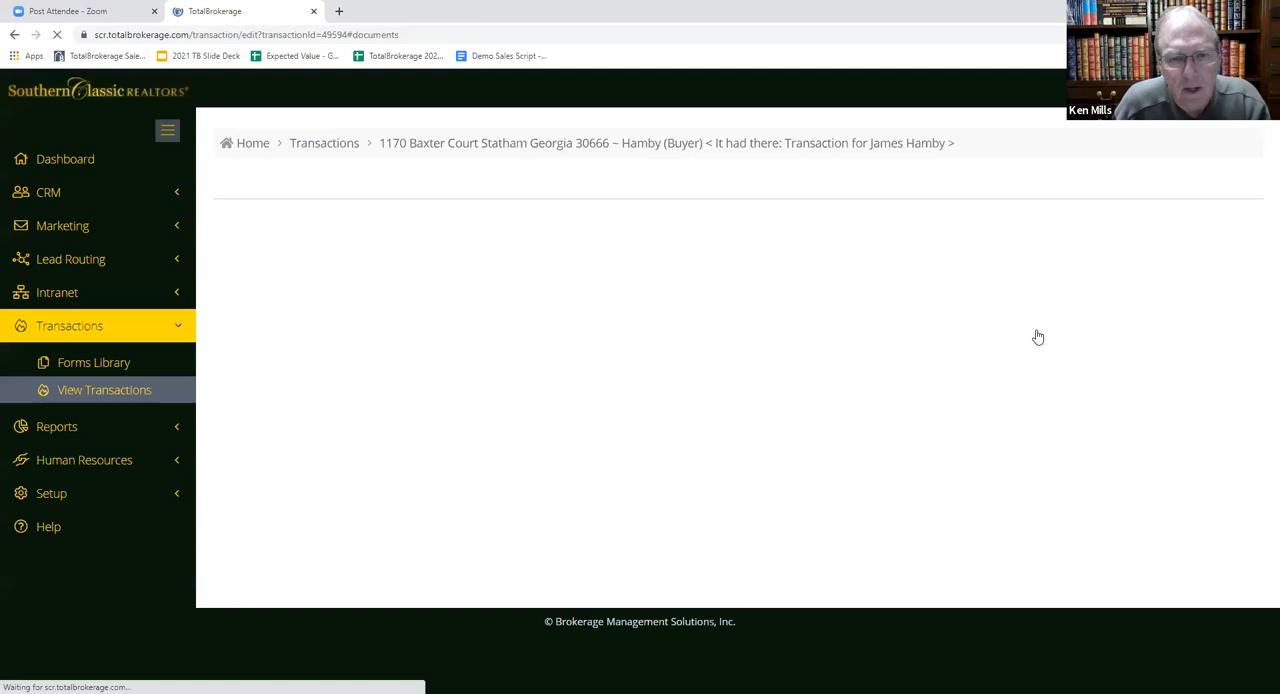 Post Attendee - Zoom
TotalBrokerage
scr.totalbrokerage.com/transaction/edit?transactionId=49594#documents
Apps
TotalBrokerage Sale...
2021 TB Slide Deck
Expected Value - G...
TotalBrokerage 202...
Demo Sales Script -...
Ken Mills
Southern Classic REALTORS®
Home > Transactions > 1170 Baxter Court Statham Georgia 30666 ~ Hamby (Buyer) < It had there: Transaction for James Hamby >
Dashboard
CRM
Marketing
Lead Routing
Intranet
Transactions
Forms Library
View Transactions
Reports
Human Resources
Setup
Help
© Brokerage Management Solutions, Inc.
Waiting for scr.totalbrokerage.com...